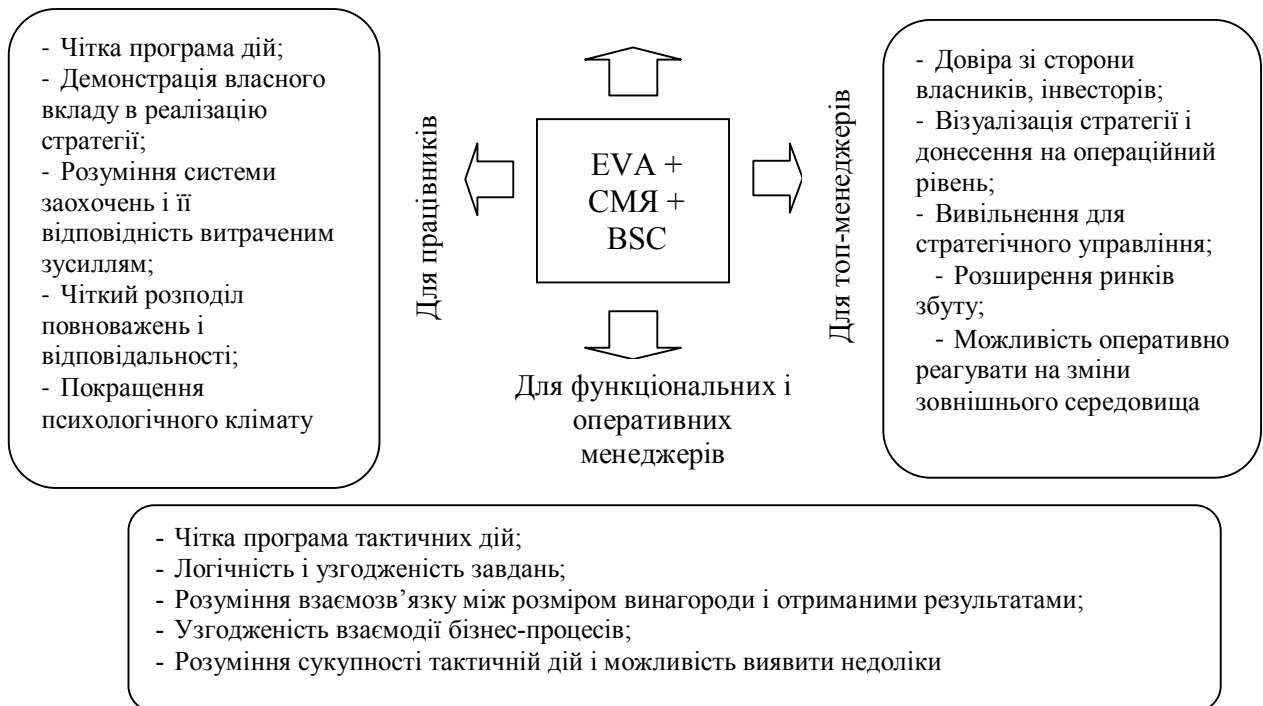 - Чітка програма дій;
- Демонстрація власного
вкладу в реалізацію
стратегії;
- Розуміння системи
заохочень і її
відповідність витраченим
зусиллям;
- Чіткий розподіл
повноважень і
відповідальності;
- Покращення
психологічного клімату
Для працівників
EVA +
СМЯ +
BSC
Для топ-менеджерів
- Довіра зі сторони
власників, інвесторів;
- Візуалізація стратегії і
донесення на операційний
рівень;
- Вивільнення для
стратегічного управління;
- Розширення ринків
збуту;
- Можливість оперативно
реагувати на зміни
зовнішнього середовища
Для функціональних і
оперативних
менеджерів
- Чітка програма тактичних дій;
- Логічність і узгодженість завдань;
- Розуміння взаємозв’язку між розміром винагороди і отриманими результатами;
- Узгодженість взаємодії бізнес-процесів;
- Розуміння сукупності тактичній дій і можливість виявити недоліки